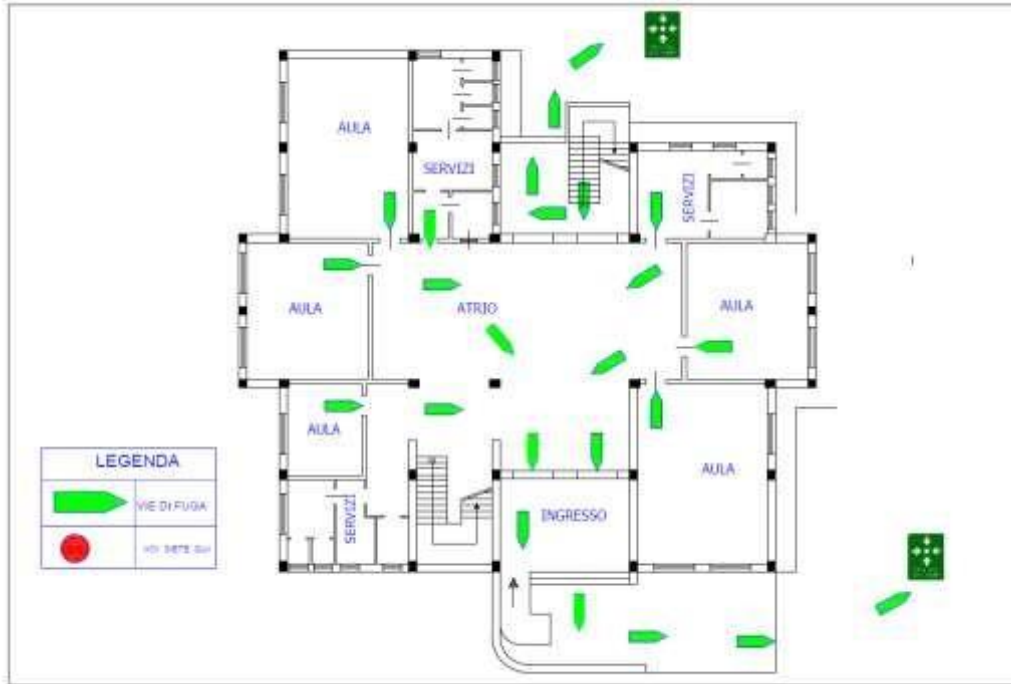 AULA
SERVIZI
SERVIZI
AULA
ATRIO
AULA
AULA
AULA
INGRESSO
SERVIZI
LEGENDA
VIE DI FUGA
VOI SIETE QUI